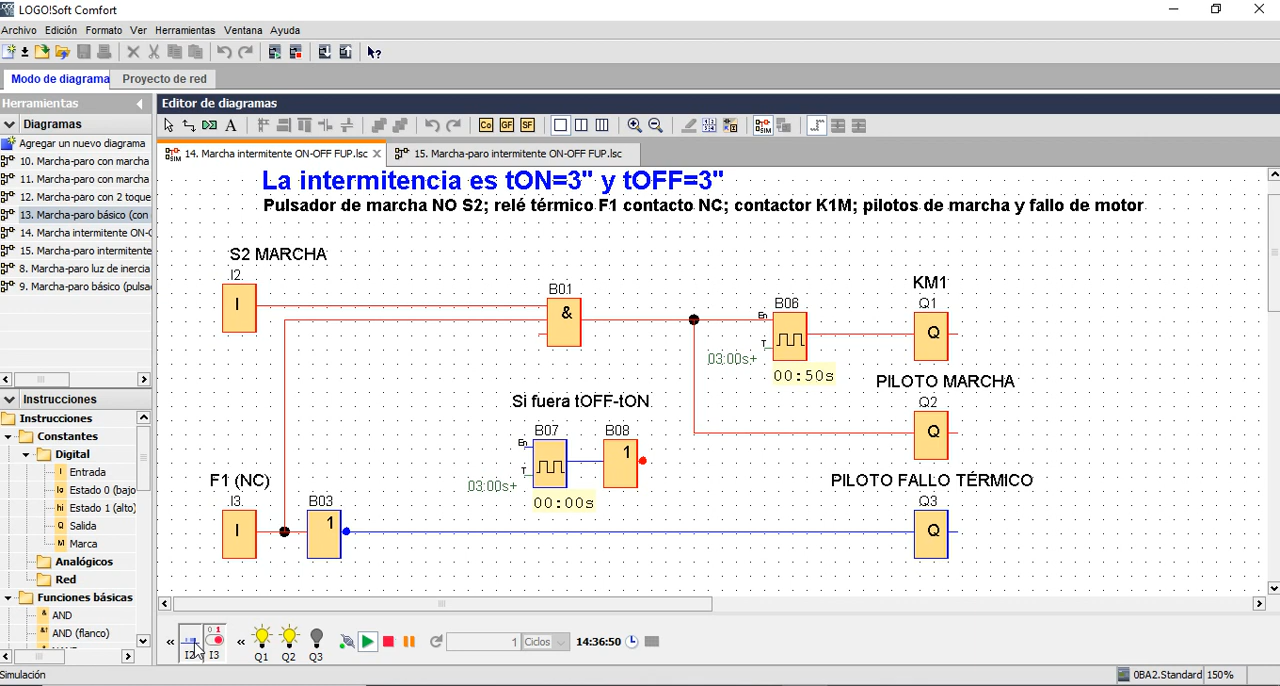 LOGO!Soft Comfort
Archivo Edición Formato Ver Herramientas Ventana Ayuda
Modo de diagrama Proyecto de red
Herramientas
Editor de diagramas
Diagramas
Agregar un nuevo diagrama
10. Marcha-paro con marcha
11. Marcha-paro con marcha
12. Marcha-paro con 2 toque
13. Marcha-paro básico (con
14. Marcha intermitente ON-O
15. Marcha-paro intermitente
8. Marcha-paro luz de inercia
9. Marcha-paro básico (pulsa
Instrucciones
Instrucciones
Constantes
Digital
Entrada
Estado 0 (bajo
Estado 1 (alto)
Salida
Marca
Analógicos
Red
Funciones básicas
AND
AND (flanco)
14. Marcha intermitente ON-OFF FUP.lsc
15. Marcha-paro intermitente ON-OFF FUP.lsc
La intermitencia es tON=3" y tOFF=3"
Pulsador de marcha NO S2; relé térmico F1 contacto NC; contactor K1M; pilotos de marcha y fallo de motor
S2 MARCHA
I2
I
B01
&
B06
En
T
03:00s+
00:50s
KM1
Q1
Q
PILOTO MARCHA
Q2
Q
Si fuera tOFF-tON
B07
En
T
03:00s+
00:00s
B08
1
F1 (NC)
I3
I
B03
1
PILOTO FALLO TÉRMICO
Q3
Q
I2 I3 Q1 Q2 Q3 1 Ciclos 14:36:50
Simulación
0BA2.Standard 150%